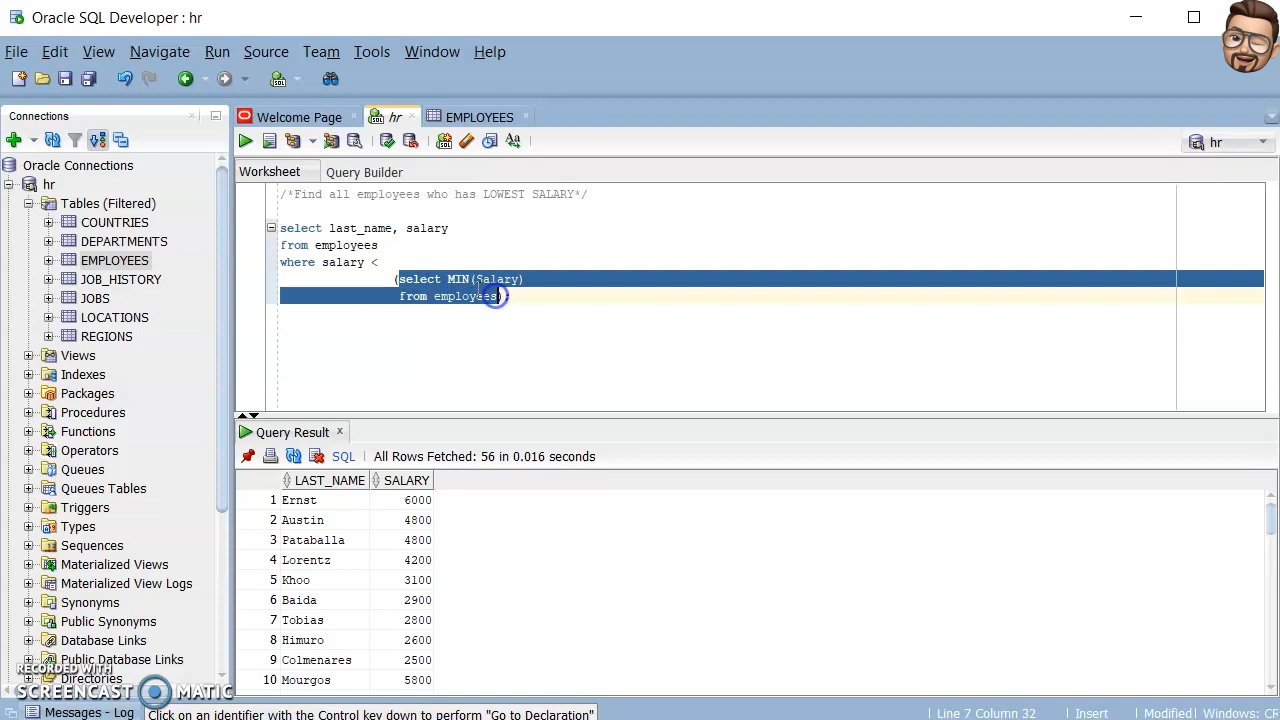 Oracle SQL Developer : hr
File Edit View Navigate Run Source Team Tools Window Help
Connections
Welcome Page hr EMPLOYEES
hr
Worksheet Query Builder
Oracle Connections
hr
Tables (Filtered)
COUNTRIES
DEPARTMENTS
EMPLOYEES
JOB_HISTORY
JOBS
LOCATIONS
REGIONS
Views
Indexes
Packages
Procedures
Functions
Operators
Queues
Queues Tables
Triggers
Types
Sequences
Materialized Views
Materialized View Logs
Synonyms
Public Synonyms
Database Links
Public Database Links
Directories
/*Find all employees who has LOWEST SALARY*/
select last_name, salary
from employees
where salary <
(select MIN(Salary)
from employees);
Query Result
SQL All Rows Fetched: 56 in 0.016 seconds
LAST_NAME SALARY
1 Ernst 6000
2 Austin 4800
3 Pataballa 4800
4 Lorentz 4200
5 Khoo 3100
6 Baida 2900
7 Tobias 2800
8 Himuro 2600
9 Colmenares 2500
10 Mourgos 5800
RECORDED WITH
SCREENCAST MATIC
Messages - Log
Click on an identifier with the Control key down to perform "Go to Declaration"
Line 7 Column 32 Insert Modified Windows: CR